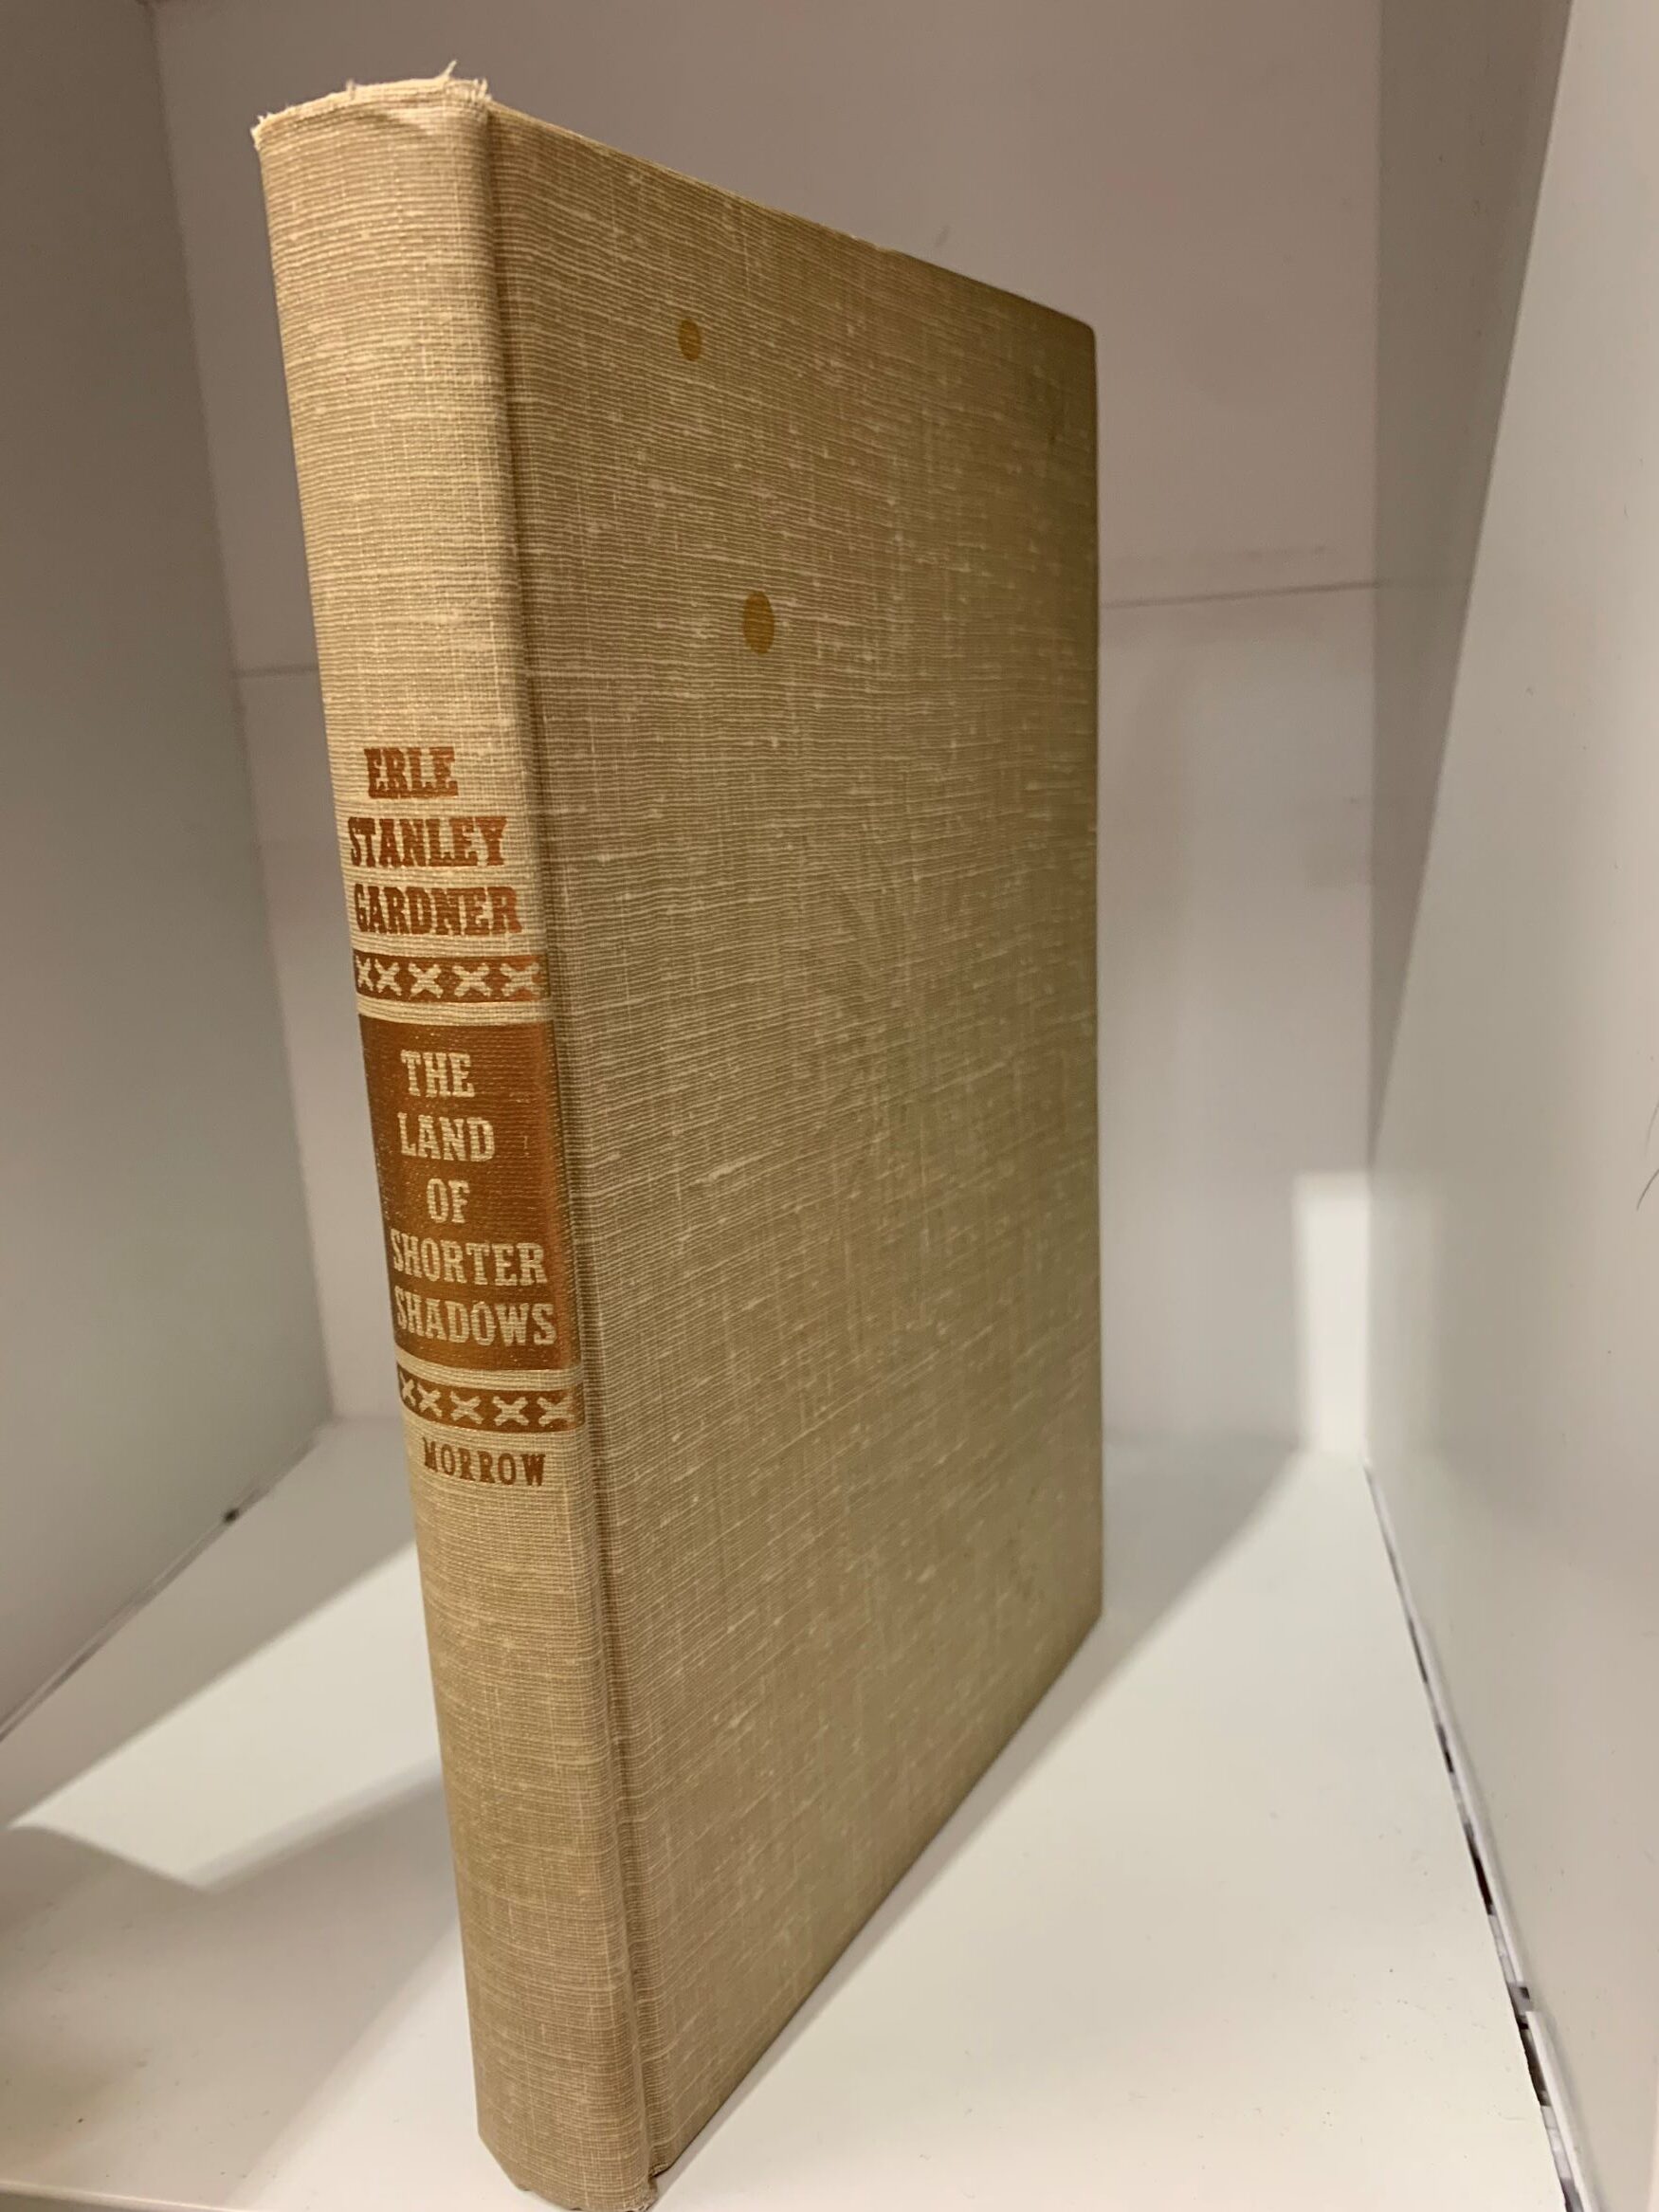 ERLE
STANLEY
GARDNER
THE
LAND
OF
SHORTER
SHADOWS
MORROW